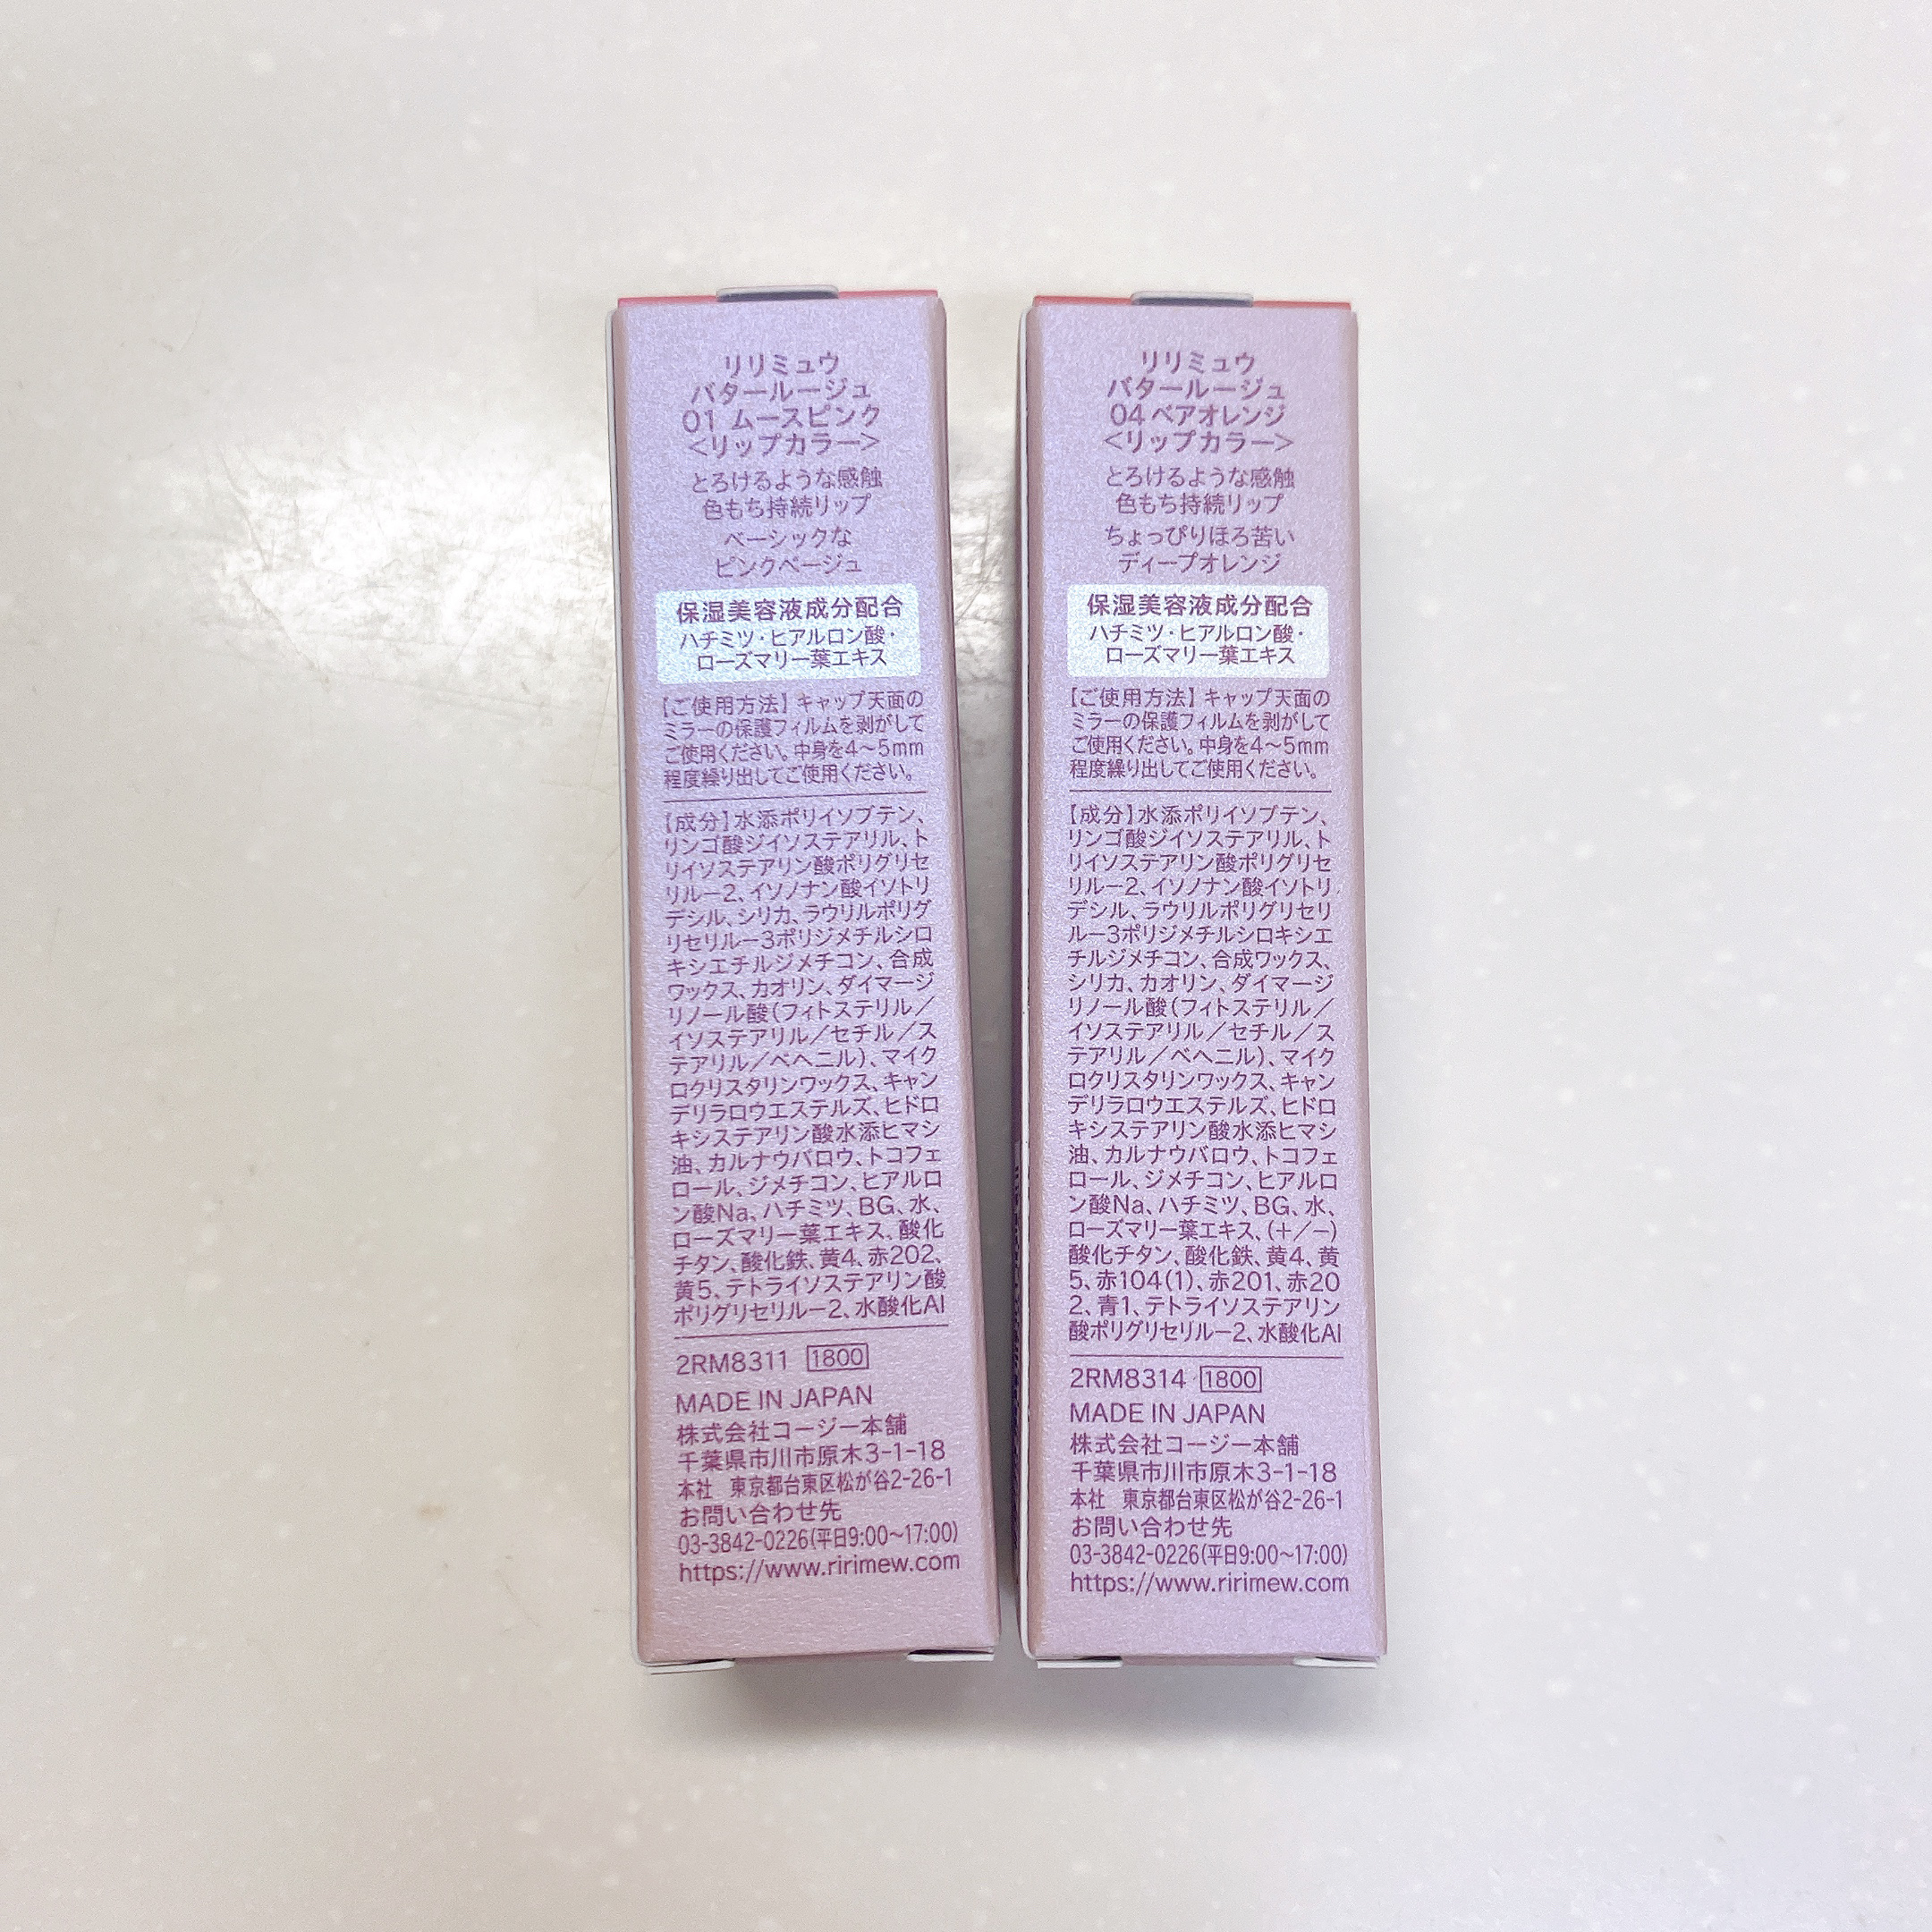 リリミュウ
バタールージュ
01 ムースピンク
<リップカラー>
とろけるような感触
色もち持続リップ
ベーシックな
ピンクベージュ
保湿美容液成分配合
ハチミツ・ヒアルロン酸・
ローズマリー葉エキス
【ご使用方法】キャップ天面の
ミラーの保護フィルムを剥がして
ご使用ください。中身を4〜5mm
程度繰り出してご使用ください。
【成分】水添ポリイソブテン、
リンゴ酸ジイソステアリル、ト
リイソステアリン酸ポリグリセ
リル－2、イソノナン酸イソトリ
デシル、シリカ、ラウリルポリグ
リセリル－3ポリジメチルシロ
キシエチルジメチコン、合成
ワックス、カオリン、ダイマージ
リノール酸(フィトステリル／
イソステアリル／セチル／ス
テアリル／ベヘニル)、マイク
ロクリスタリンワックス、キャン
デリラロウエステルズ、ヒドロ
キシステアリン酸水添ヒマシ
油、カルナウバロウ、トコフェ
ロール、ジメチコン、ヒアルロ
ン酸Na、ハチミツ、BG、水、
ローズマリー葉エキス、酸化
チタン、酸化鉄、黄4、赤202、
黄5、テトライソステアリン酸
ポリグリセリル－2、水酸化Al
2RM8311 1800
MADE IN JAPAN
株式会社コージー本舗
千葉県市川市原木3-1-18
本社 東京都台東区松が谷2-26-1
お問い合わせ先
03-3842-0226(平日9:00〜17:00)
https://www.ririmew.com
リリミュウ
バタールージュ
04 ベアオレンジ
<リップカラー>
とろけるような感触
色もち持続リップ
ちょっぴりほろ苦い
ディープオレンジ
保湿美容液成分配合
ハチミツ・ヒアルロン酸・
ローズマリー葉エキス
【ご使用方法】キャップ天面の
ミラーの保護フィルムを剥がして
ご使用ください。中身を4〜5mm
程度繰り出してご使用ください。
【成分】水添ポリイソブテン、
リンゴ酸ジイソステアリル、ト
リイソステアリン酸ポリグリセ
リル－2、イソノナン酸イソトリ
デシル、ラウリルポリグリセリ
ル－3ポリジメチルシロキシエ
チルジメチコン、合成ワックス、
シリカ、カオリン、ダイマージ
リノール酸(フィトステリル／
イソステアリル／セチル／ス
テアリル／ベヘニル)、マイク
ロクリスタリンワックス、キャン
デリラロウエステルズ、ヒドロ
キシステアリン酸水添ヒマシ
油、カルナウバロウ、トコフェ
ロール、ジメチコン、ヒアルロ
ン酸Na、ハチミツ、BG、水、
ローズマリー葉エキス、(＋／－)
酸化チタン、酸化鉄、黄4、黄
5、赤104(1)、赤201、赤20
2、青1、テトライソステアリン
酸ポリグリセリル－2、水酸化Al
2RM8314 1800
MADE IN JAPAN
株式会社コージー本舗
千葉県市川市原木3-1-18
本社 東京都台東区松が谷2-26-1
お問い合わせ先
03-3842-0226(平日9:00〜17:00)
https://www.ririmew.com